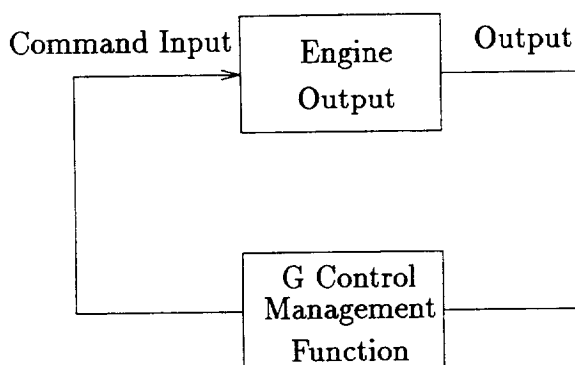 Command Input
Engine
Output
Output
G Control
Management
Function